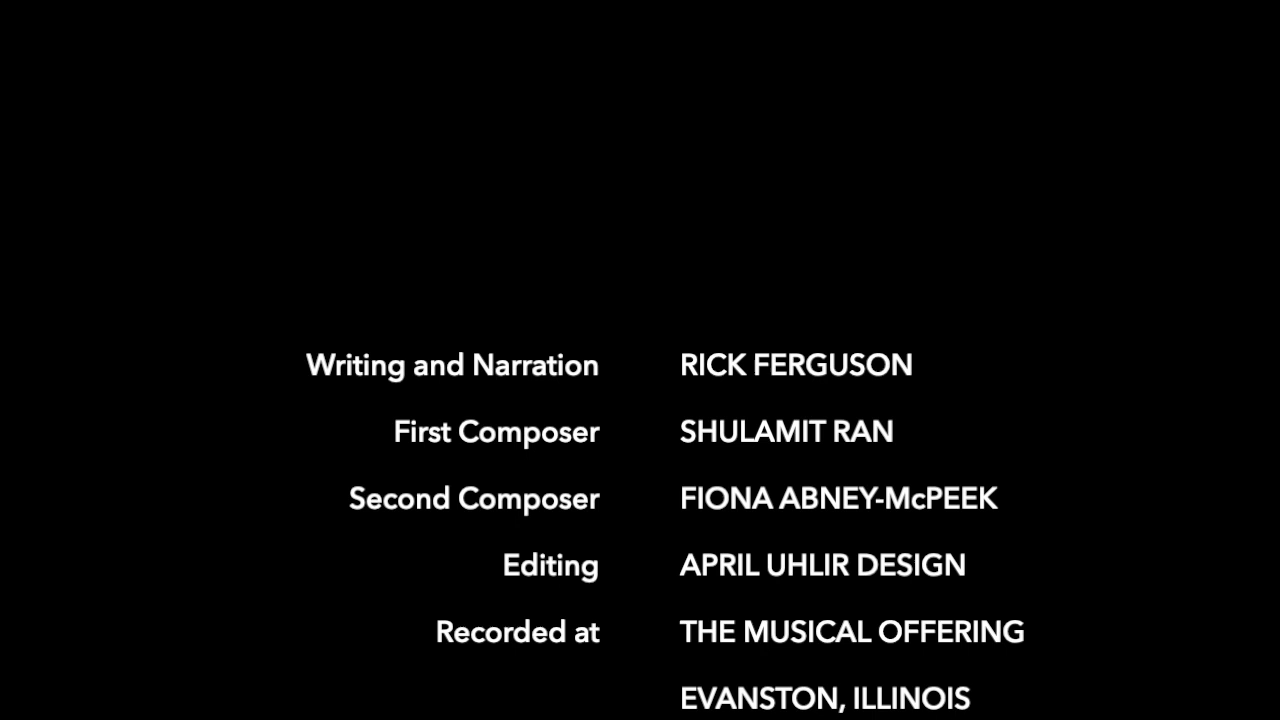 Writing and Narration RICK FERGUSON
First Composer SHULAMIT RAN
Second Composer FIONA ABNEY-McPEEK
Editing APRIL UHLIR DESIGN
Recorded at THE MUSICAL OFFERING
EVANSTON, ILLINOIS